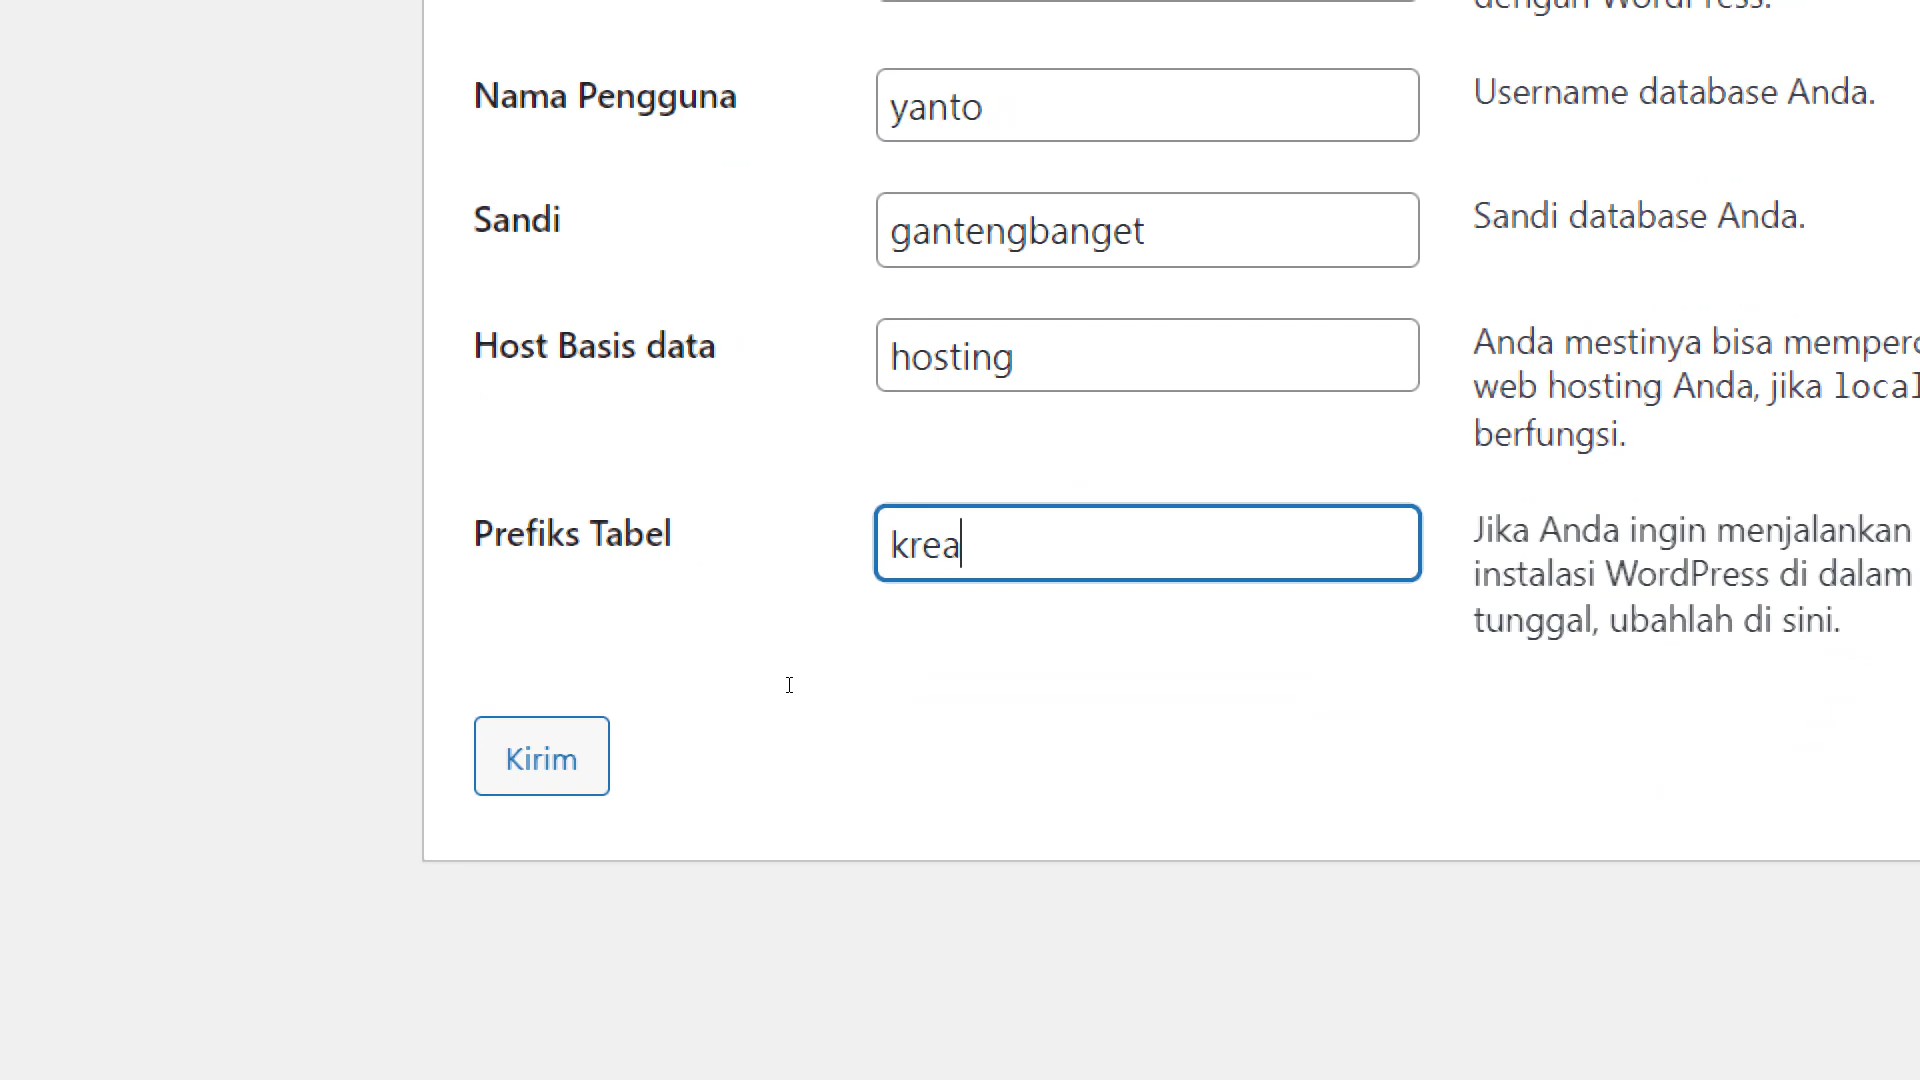 dengan WordPress.
Nama Pengguna
yanto
Username database Anda.
Sandi
gantengbanget
Sandi database Anda.
Host Basis data
hosting
Anda mestinya bisa
web hosting Anda, jika
berfungsi.
Prefiks Tabel
krea
Jika Anda ingin menjalankan
instalasi WordPress di dalam
tunggal, ubahlah di sini.
Kirim